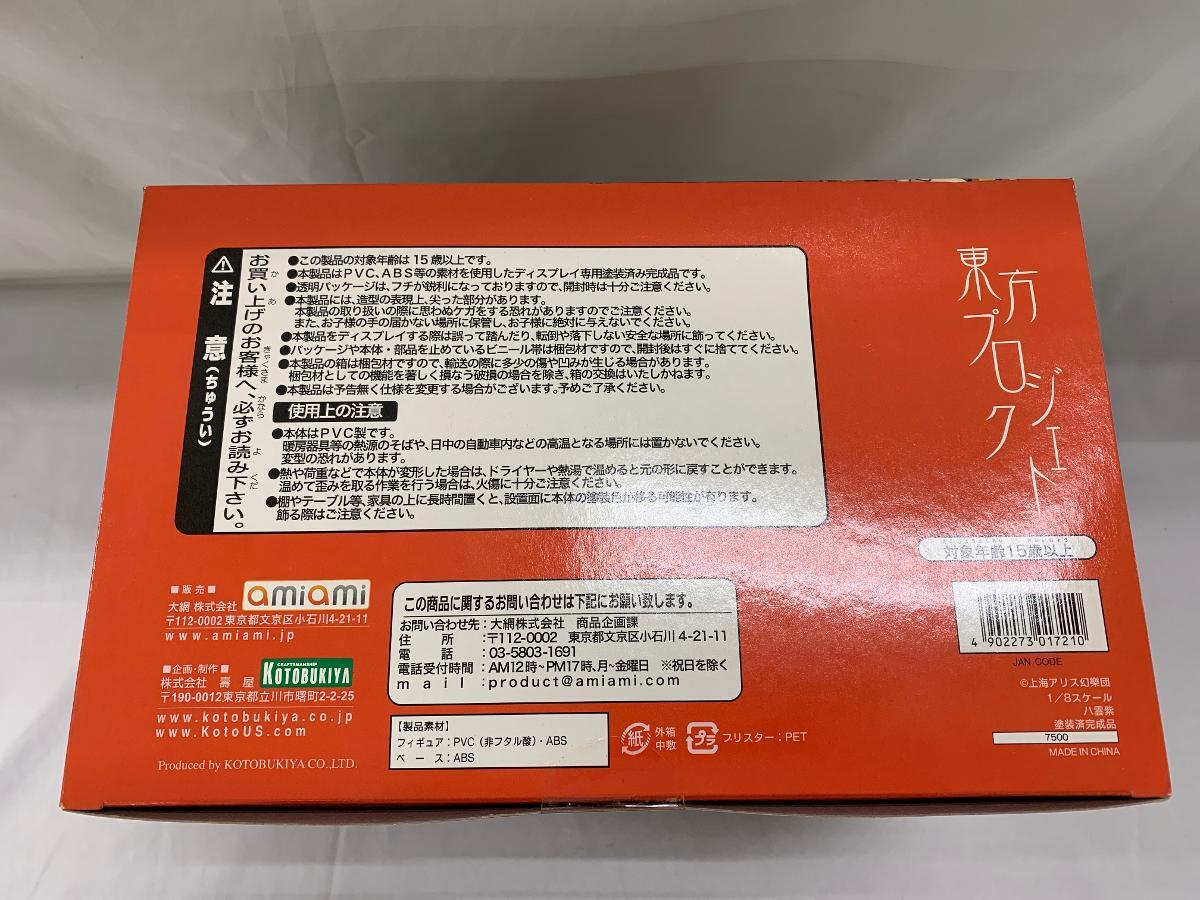 ⚠注意(ちゅうい)
お買い上げのお客様へ、必ずお読み下さい。
●この製品の対象年齢は15歳以上です。
●本製品はPVC、ABS等の素材を使用したディスプレイ専用塗装済み完成品です。
●透明パッケージは、フチが鋭利になっておりますので、開封時は十分ご注意ください。
●本製品には、造型の表現上、尖った部分があります。
本製品の取り扱いの際に思わぬケガをする恐れがありますのでご注意ください。
また、お子様の手の届かない場所に保管し、お子様に絶対に与えないでください。
●本製品をディスプレイする際は誤って踏んだり、転倒や落下しない安全な場所に飾ってください。
●パッケージや本体・部品を止めているビニール帯は梱包材ですので、開封後はすぐに捨ててください。
●本製品の箱は梱包材ですので、輸送の際に多少の傷や凹みが生じる場合があります。
梱包材としての機能を著しく損なう破損の場合を除き、箱の交換はいたしかねます。
●本製品は予告無く仕様を変更する場合がございます。予めご了承ください。
使用上の注意
●本体はPVC製です。
暖房器具等の熱源のそばや、日中の自動車内などの高温となる場所には置かないでください。
変型の恐れがあります。
●熱や荷重などで本体が変形した場合は、ドライヤーや熱湯で温めると元の形に戻すことができます。
温めて歪みを取る作業を行う場合は、火傷に十分ご注意ください。
●棚やテーブル等、家具の上に長時間置くと、設置面に本体の塗装色が移る可能性が有ります。
飾る際はご注意ください。
東方プロジェクト
対象年齢15歳以上
■販売■
amiami
大網 株式会社
〒112-0002 東京都文京区小石川4-21-11
www.amiami.jp
■企画・制作■
CRAFTSMANSHIP
KOTOBUKIYA
株式会社 壽屋
〒190-0012東京都立川市曙町2-2-25
www.kotobukiya.co.jp
www.KotoUS.com
Produced by KOTOBUKIYA CO.,LTD.
この商品に関するお問い合わせは下記にお願い致します。
お問い合わせ先:大網株式会社 商品企画課
住所:〒112-0002 東京都文京区小石川 4-21-11
電話:03-5803-1691
電話受付時間:AM12時~PM17時、月~金曜日 ※祝日を除く
mail:product@amiami.com
【製品素材】
フィギュア:PVC(非フタル酸)・ABS
ベース:ABS
紙 外箱
中敷
プラ ブリスター:PET
4 902273 017210
JAN CODE
©上海アリス幻樂団
1/8スケール
八雲紫
塗装済完成品
7500
MADE IN CHINA